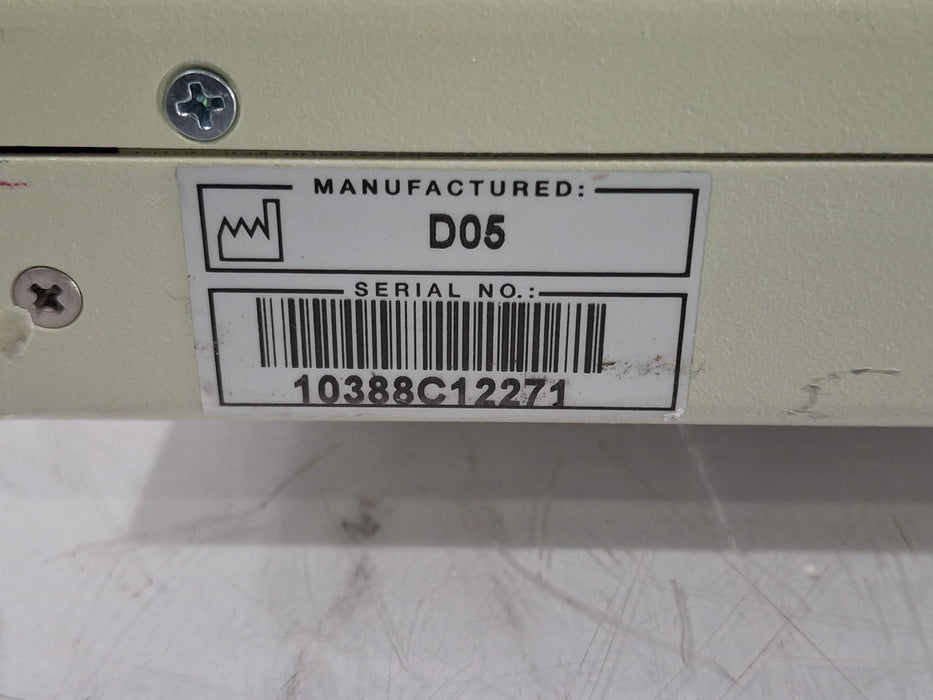 MANUFACTURED:
D05
SERIAL NO.:
10388C12271